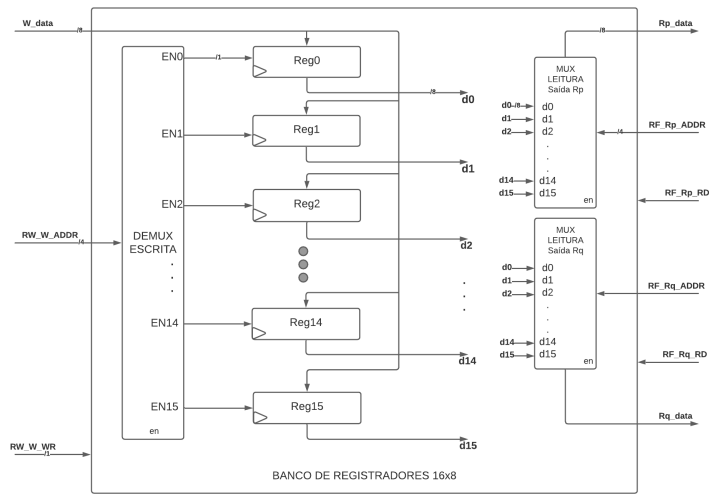 W_data
/8
EN0
/1
Reg0
/8
d0
EN1
Reg1
d1
EN2
Reg2
d2
RW_W_ADDR
/4
DEMUX
ESCRITA
.
.
.
.
.
.
EN14
Reg14
d14
EN15
Reg15
en
d15
RW_W_WR
/1
Rp_data
/8
MUX
LEITURA
Saída Rp
d0 /8 d0
d1 d1
d2 d2
.
.
.
d14 d14
d15 d15
en
RF_Rp_ADDR
/4
RF_Rp_RD
MUX
LEITURA
Saída Rq
d0 d0
d1 d1
d2 d2
.
.
.
d14 d14
d15 d15
en
RF_Rq_ADDR
RF_Rq_RD
Rq_data
BANCO DE REGISTRADORES 16x8